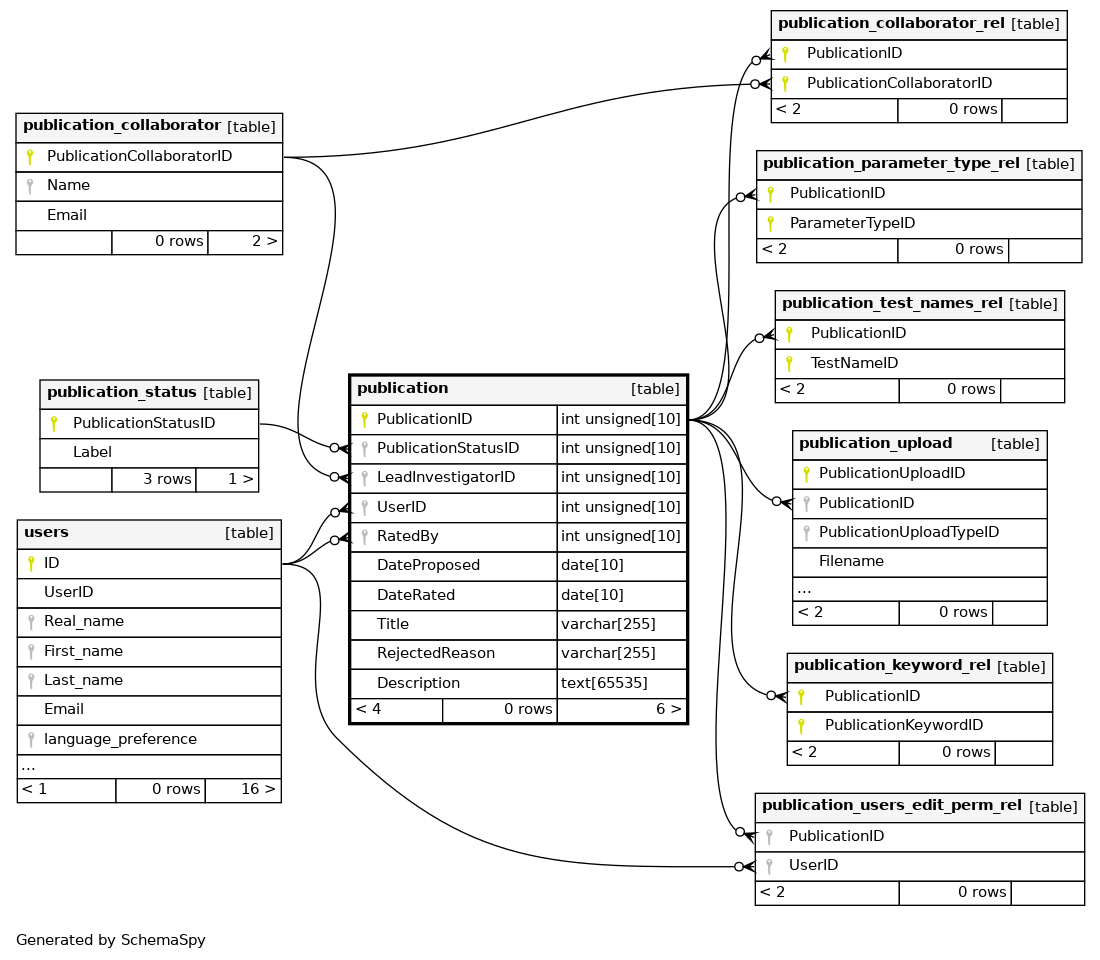 publication_collaborator_rel [table]
PublicationID
PublicationCollaboratorID
< 2 0 rows
publication_collaborator [table]
PublicationCollaboratorID
Name
Email
0 rows 2 >
publication_parameter_type_rel [table]
PublicationID
ParameterTypeID
< 2 0 rows
publication_test_names_rel [table]
PublicationID
TestNameID
< 2 0 rows
publication_status [table]
PublicationStatusID
Label
3 rows 1 >
publication [table]
PublicationID int unsigned[10]
PublicationStatusID int unsigned[10]
LeadInvestigatorID int unsigned[10]
UserID int unsigned[10]
RatedBy int unsigned[10]
DateProposed date[10]
DateRated date[10]
Title varchar[255]
RejectedReason varchar[255]
Description text[65535]
< 4 0 rows 6 >
publication_upload [table]
PublicationUploadID
PublicationID
PublicationUploadTypeID
Filename
...
< 2 0 rows
users [table]
ID
UserID
Real_name
First_name
Last_name
Email
language_preference
...
< 1 0 rows 16 >
publication_keyword_rel [table]
PublicationID
PublicationKeywordID
< 2 0 rows
publication_users_edit_perm_rel [table]
PublicationID
UserID
< 2 0 rows
Generated by SchemaSpy